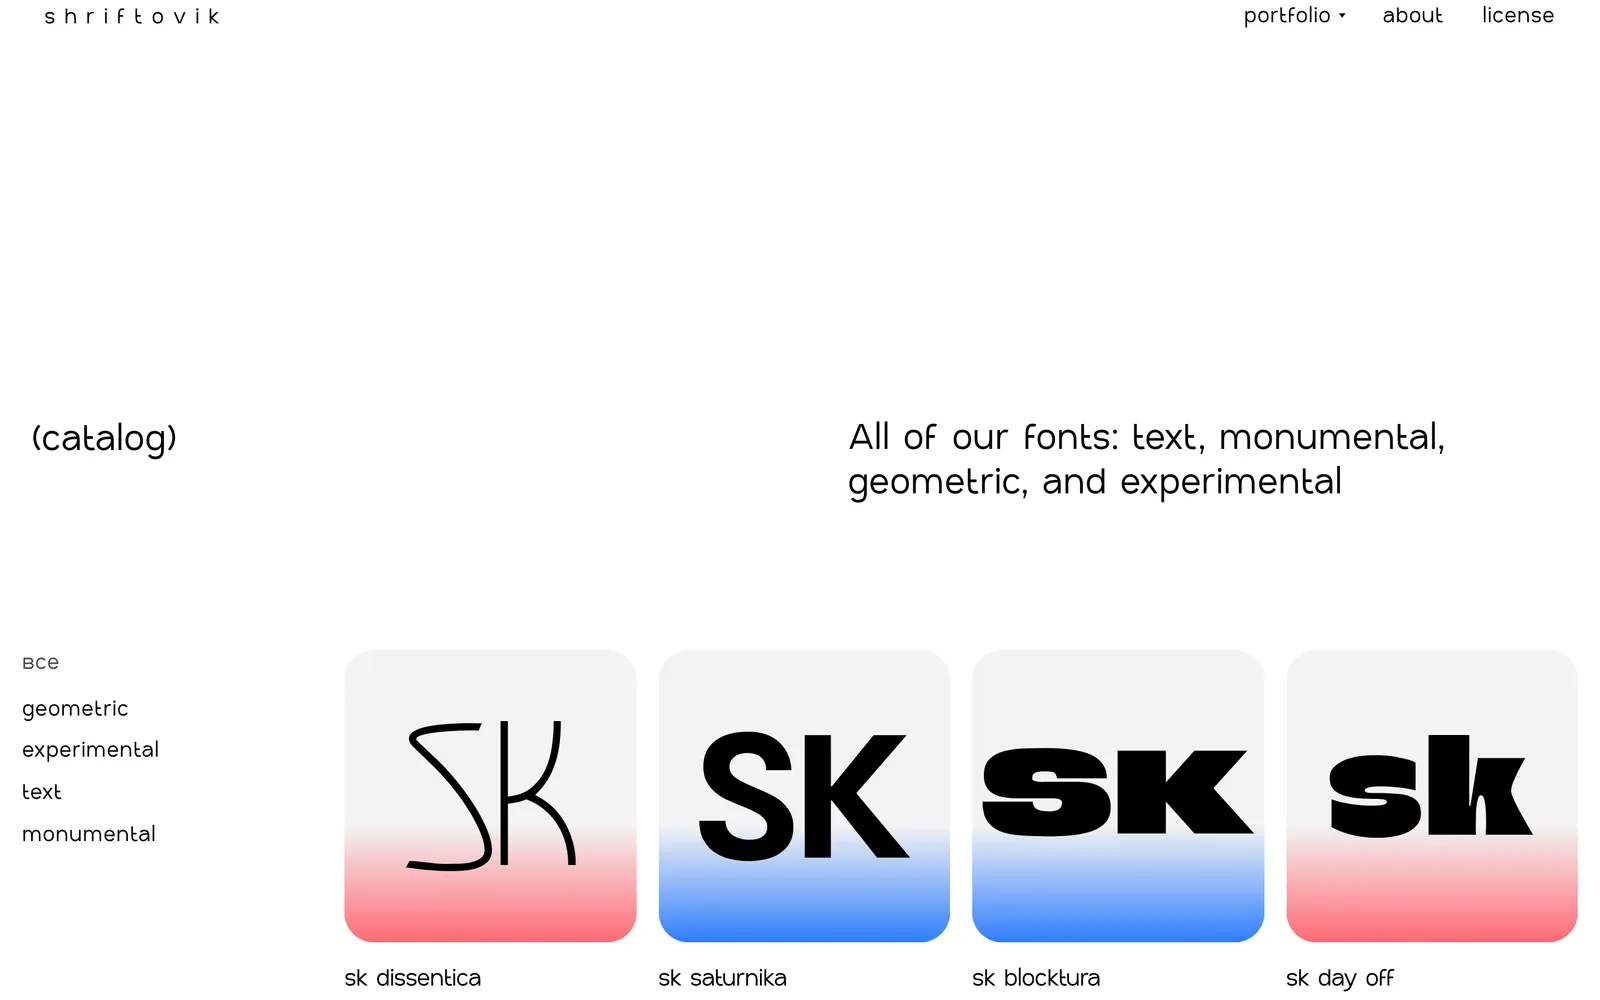 shriftovik
portfolio ▾ about license
(catalog)
All of our fonts: text, monumental,
geometric, and experimental
все
geometric
experimental
text
monumental
SK
SK
SK
sk
sk dissentica
sk saturnika
sk blocktura
sk day off